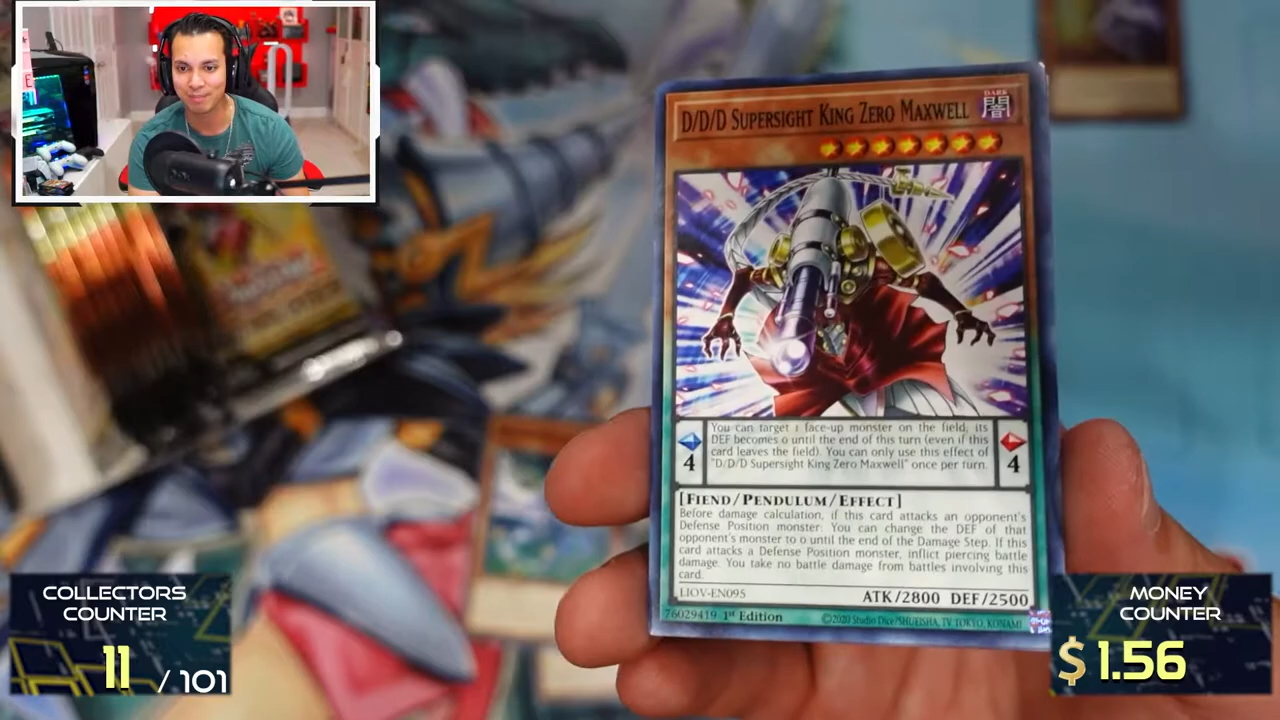 D/D/D SUPERSIGHT KING ZERO MAXWELL
DARK
闇
You can target 1 face-up monster on the field, its
DEF becomes 0 until the end of this turn (even if this
card leaves the field). You can only use this effect of
"D/D/D Supersight King Zero Maxwell" once per turn.
4
4
[FIEND/PENDULUM/EFFECT]
Before damage calculation, if this card attacks an opponent's
Defense Position monster: You can change the DEF of that
opponent's monster to 0 until the end of the Damage Step. If this
card attacks a Defense Position monster, inflict piercing battle
damage. You take no battle damage from battles involving this
card.
LIOV-EN095
ATK/2800 DEF/2500
76029419 1st Edition
©2020 Studio Dice/SHUEISHA, TV TOKYO, KONAMI
COLLECTORS
COUNTER
11 / 101
MONEY
COUNTER
$ 1.56